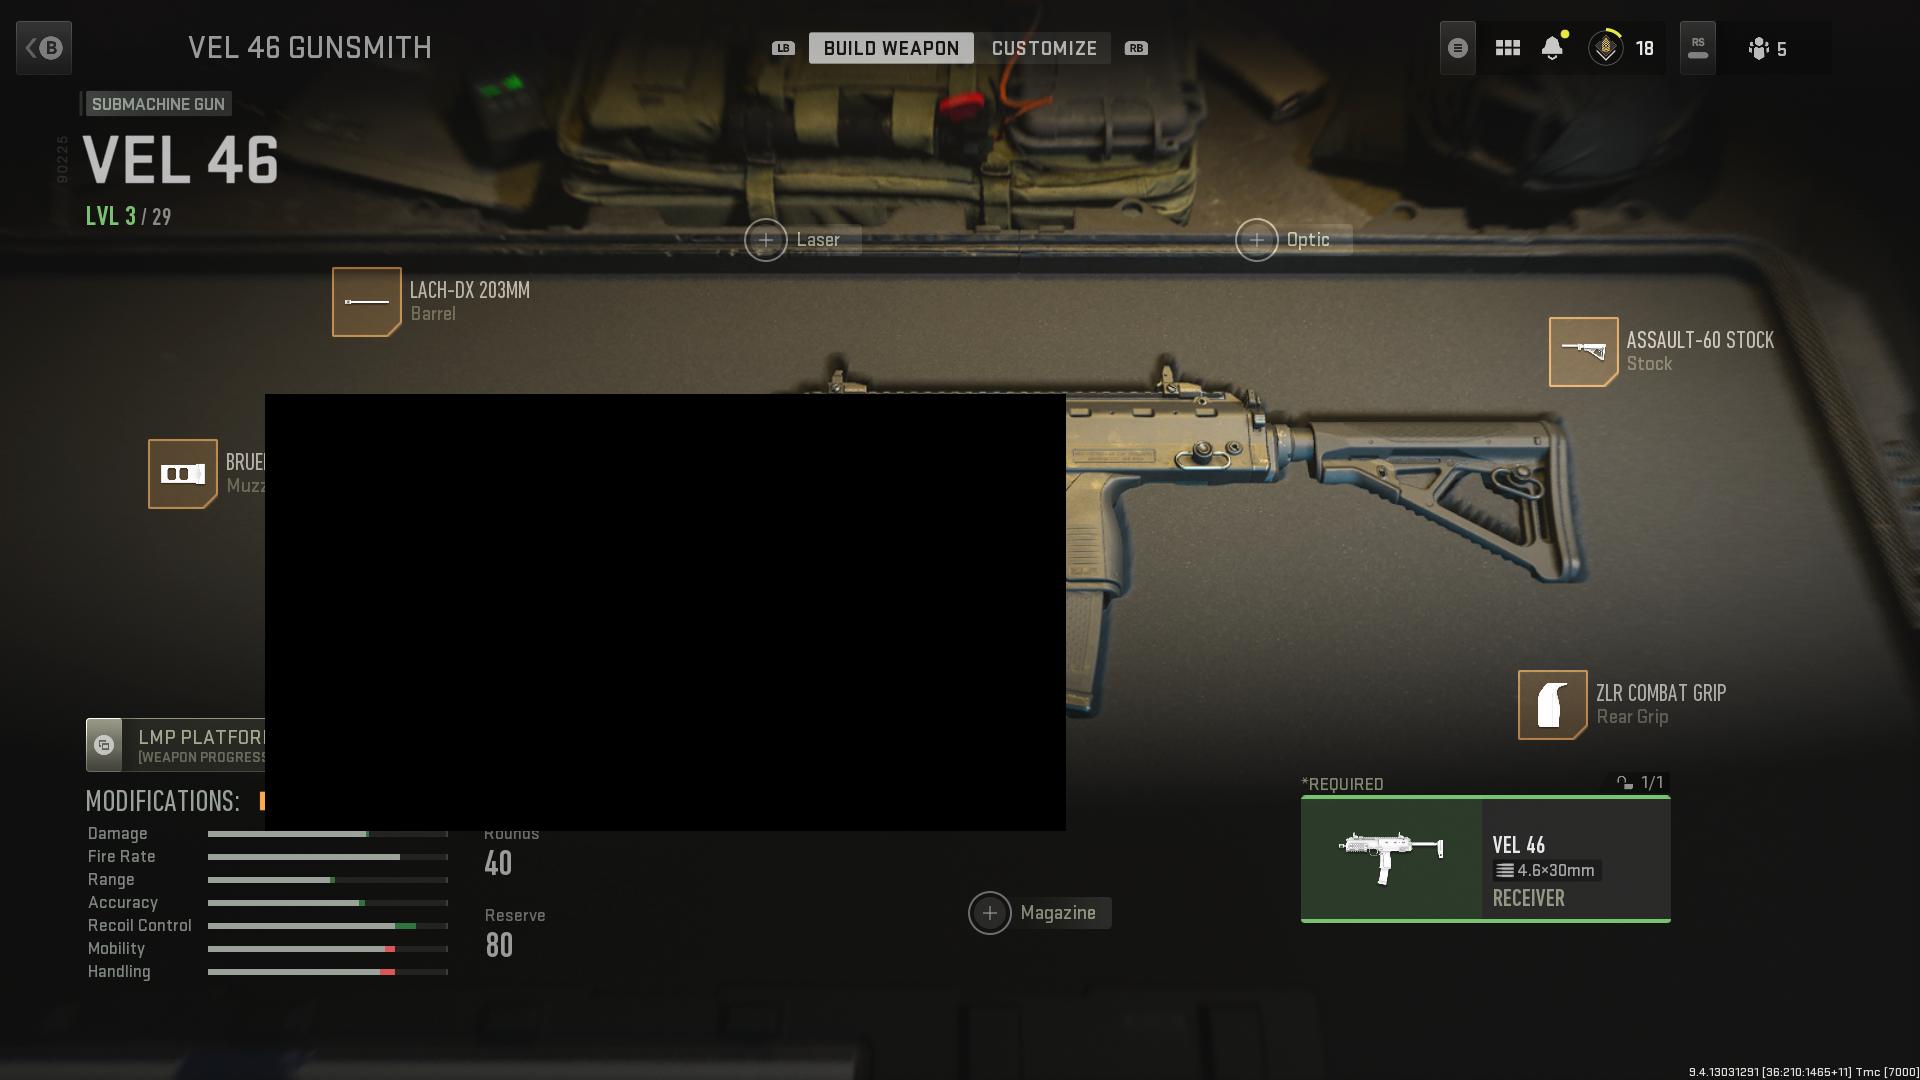 B
VEL 46 GUNSMITH
LB
BUILD WEAPON
CUSTOMIZE
RB
18
RS
5
SUBMACHINE GUN
90225
VEL 46
LVL 3 / 29
Laser
Optic
LACH-DX 203MM
Barrel
ASSAULT-60 STOCK
Stock
Muzz
ZLR COMBAT GRIP
Rear Grip
LMP PLATFOR
[WEAPON PROGRESS
MODIFICATIONS:
Damage
Fire Rate
Range
Accuracy
Recoil Control
Mobility
Handling
Rounds
40
Reserve
80
Magazine
*REQUIRED
1/1
VEL 46
4.6×30mm
RECEIVER
9.4.13031291 [36:210:1465+11] Tmc [7000]